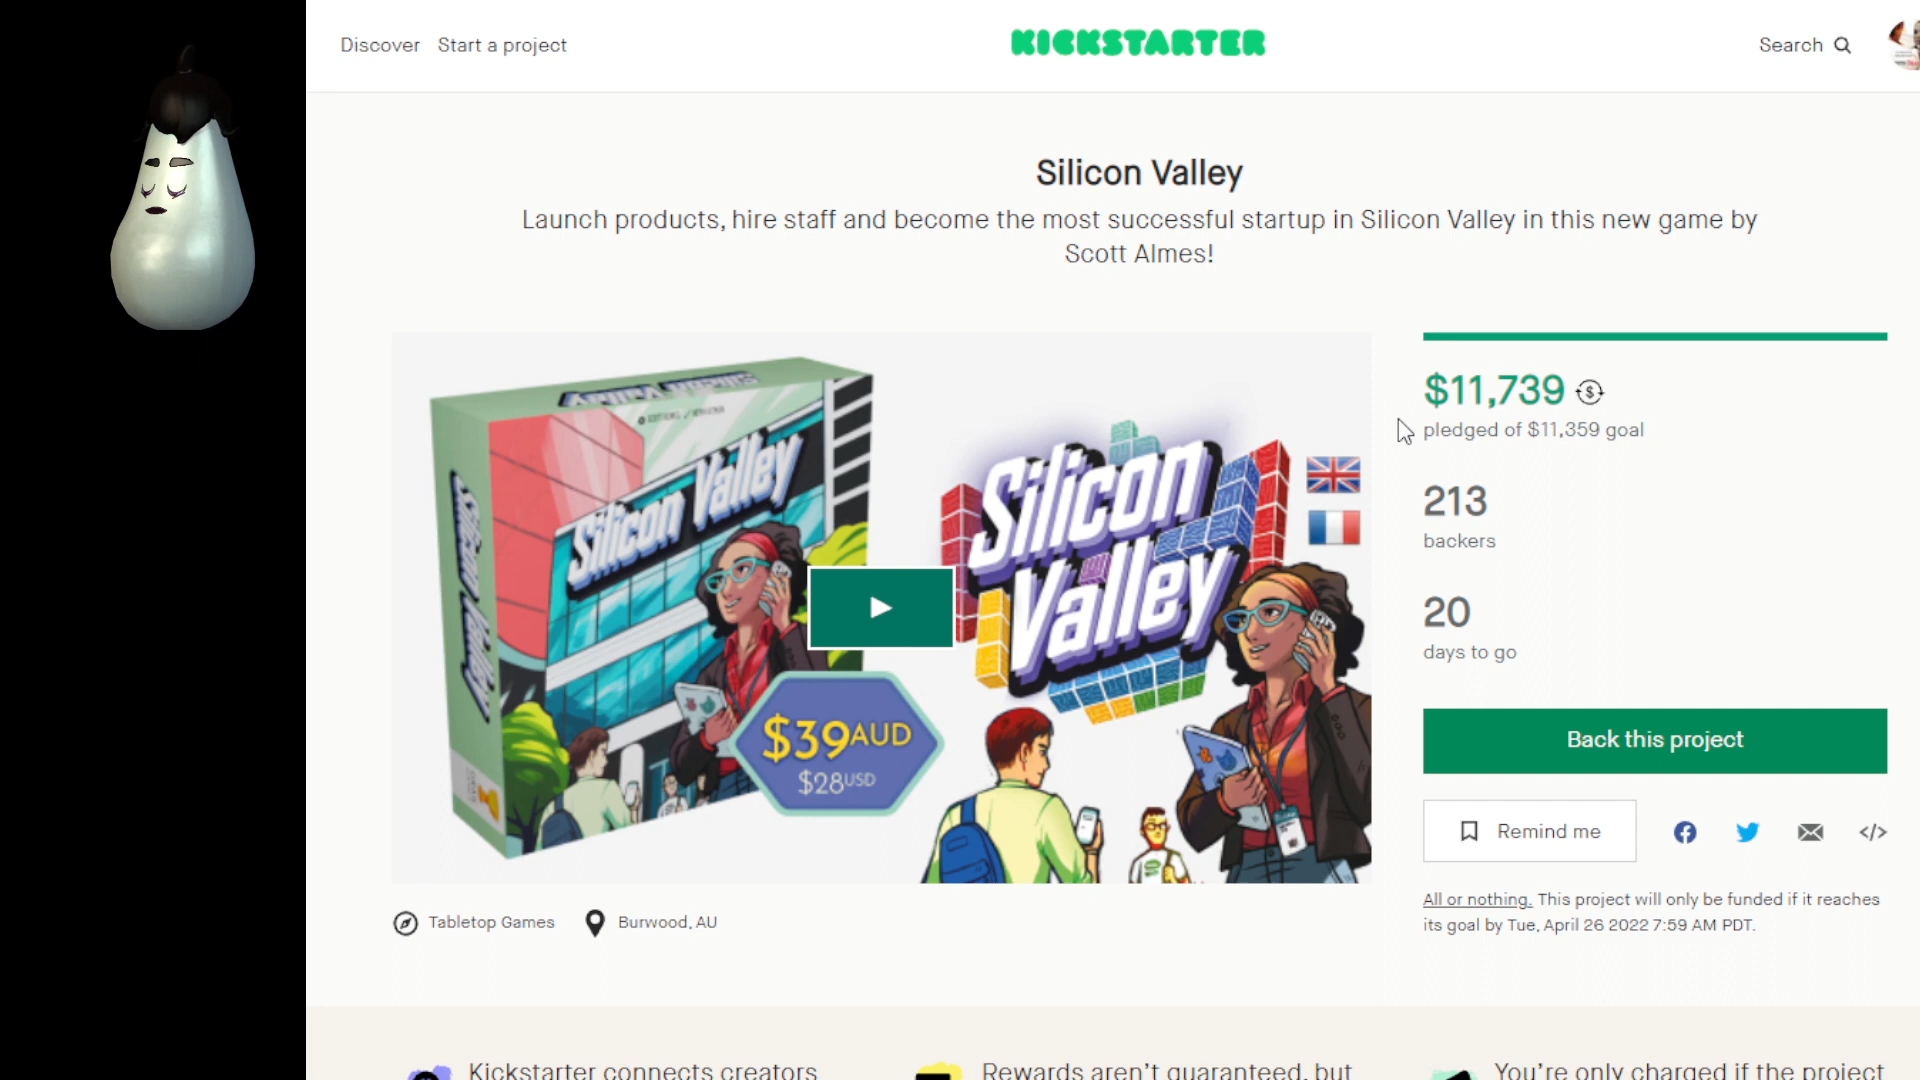 Discover Start a project
KICKSTARTER
Search
Silicon Valley
Launch products, hire staff and become the most successful startup in Silicon Valley in this new game by
Scott Almes!
Silicon Valley
Silicon Valley
$39AUD
$28USD
Silicon
Valley
$11,739
pledged of $11,359 goal
213
backers
20
days to go
Back this project
Remind me
All or nothing. This project will only be funded if it reaches
its goal by Tue, April 26 2022 7:59 AM PDT.
Tabletop Games Burwood, AU
Kickstarter connects creators
Rewards aren't guaranteed, but
You're only charged if the project